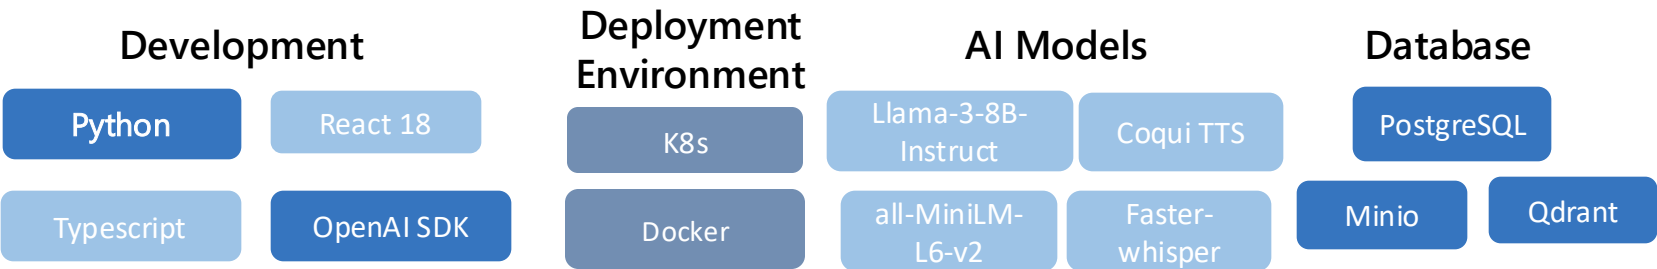 Development
Python
React 18
Typescript
OpenAI SDK
Deployment
Environment
K8s
Docker
AI Models
Llama-3-8B-
Instruct
Coqui TTS
all-MiniLM-
L6-v2
Faster-
whisper
Database
PostgreSQL
Minio
Qdrant